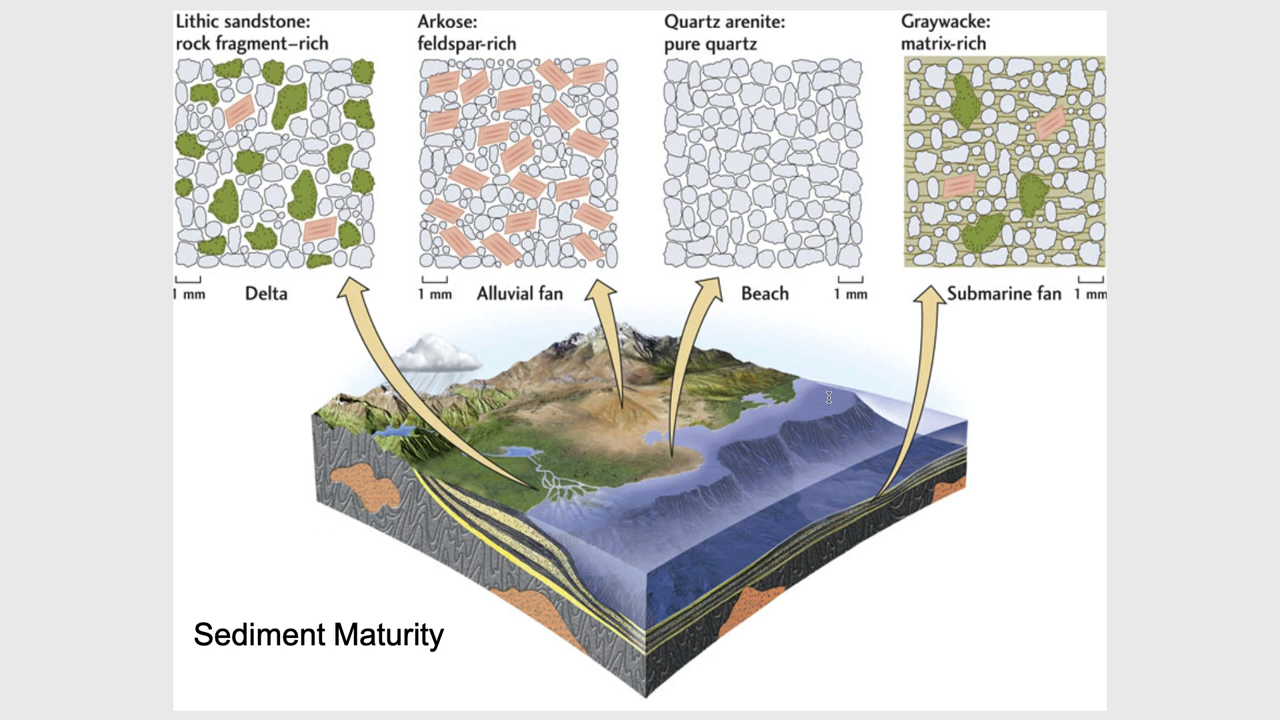 Lithic sandstone:
rock fragment–rich
Arkose:
feldspar-rich
Quartz arenite:
pure quartz
Graywacke:
matrix-rich
1 mm
Delta
1 mm
Alluvial fan
Beach
1 mm
Submarine fan
1 mm
Sediment Maturity